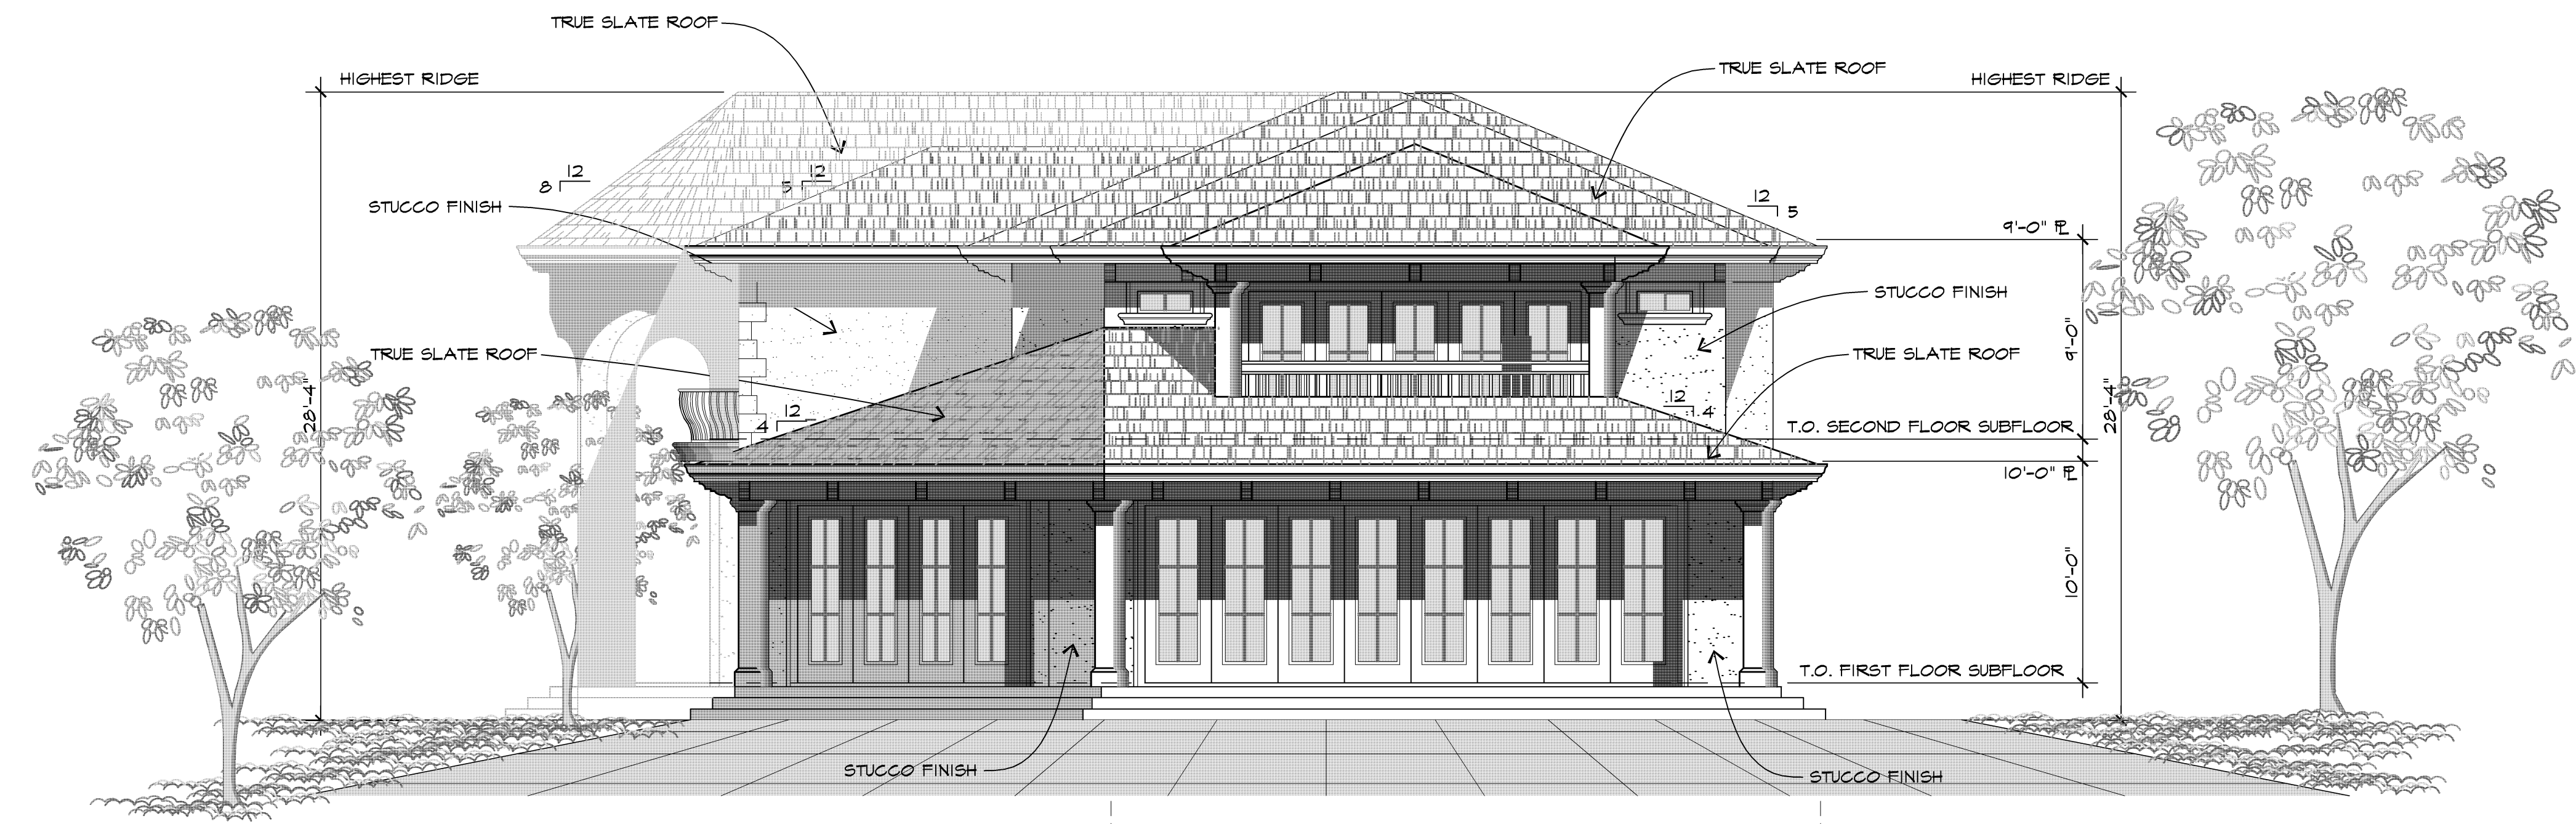 TRUE SLATE ROOF
TRUE SLATE ROOF
HIGHEST RIDGE
HIGHEST RIDGE
12
8
12
5
12
5
STUCCO FINISH
9'-0" PL
STUCCO FINISH
9'-0"
TRUE SLATE ROOF
TRUE SLATE ROOF
28'-4"
28'-4"
12
4
12
4
T.O. SECOND FLOOR SUBFLOOR
10'-0" PL
10'-0"
T.O. FIRST FLOOR SUBFLOOR
STUCCO FINISH
STUCCO FINISH